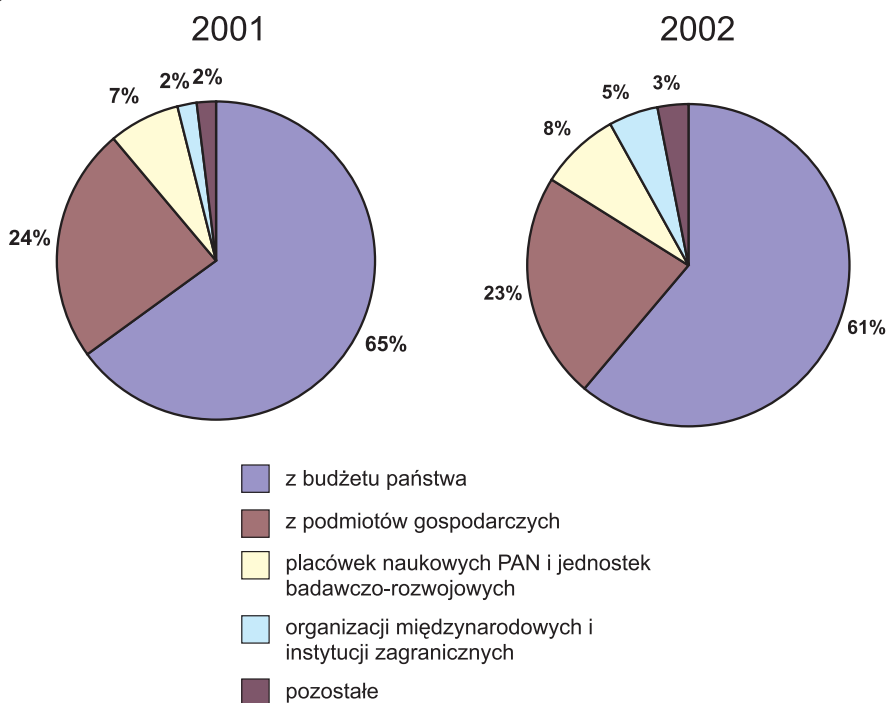 2001
2002
2%
2%
7%
24%
65%
3%
5%
8%
23%
61%
z budżetu państwa
z podmiotów gospodarczych
placówek naukowych PAN i jednostek
badawczo-rozwojowych
organizacji międzynarodowych i
instytucji zagranicznych
pozostałe